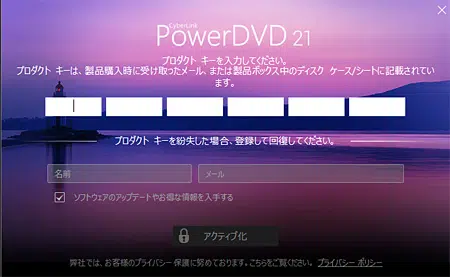 CyberLink
PowerDVD 21
プロダクト キーを入力してください。
プロダクト キーは、製品購入時に受け取ったメール、または製品ボックス中のディスク ケース/シートに記載されています。
プロダクト キーを紛失した場合、登録して回復してください。
名前
メール
ソフトウェアのアップデートやお得な情報を入手する
アクティブ化
弊社では、お客様のプライバシー保護に努めております。こちらをご覧ください。 プライバシー ポリシー